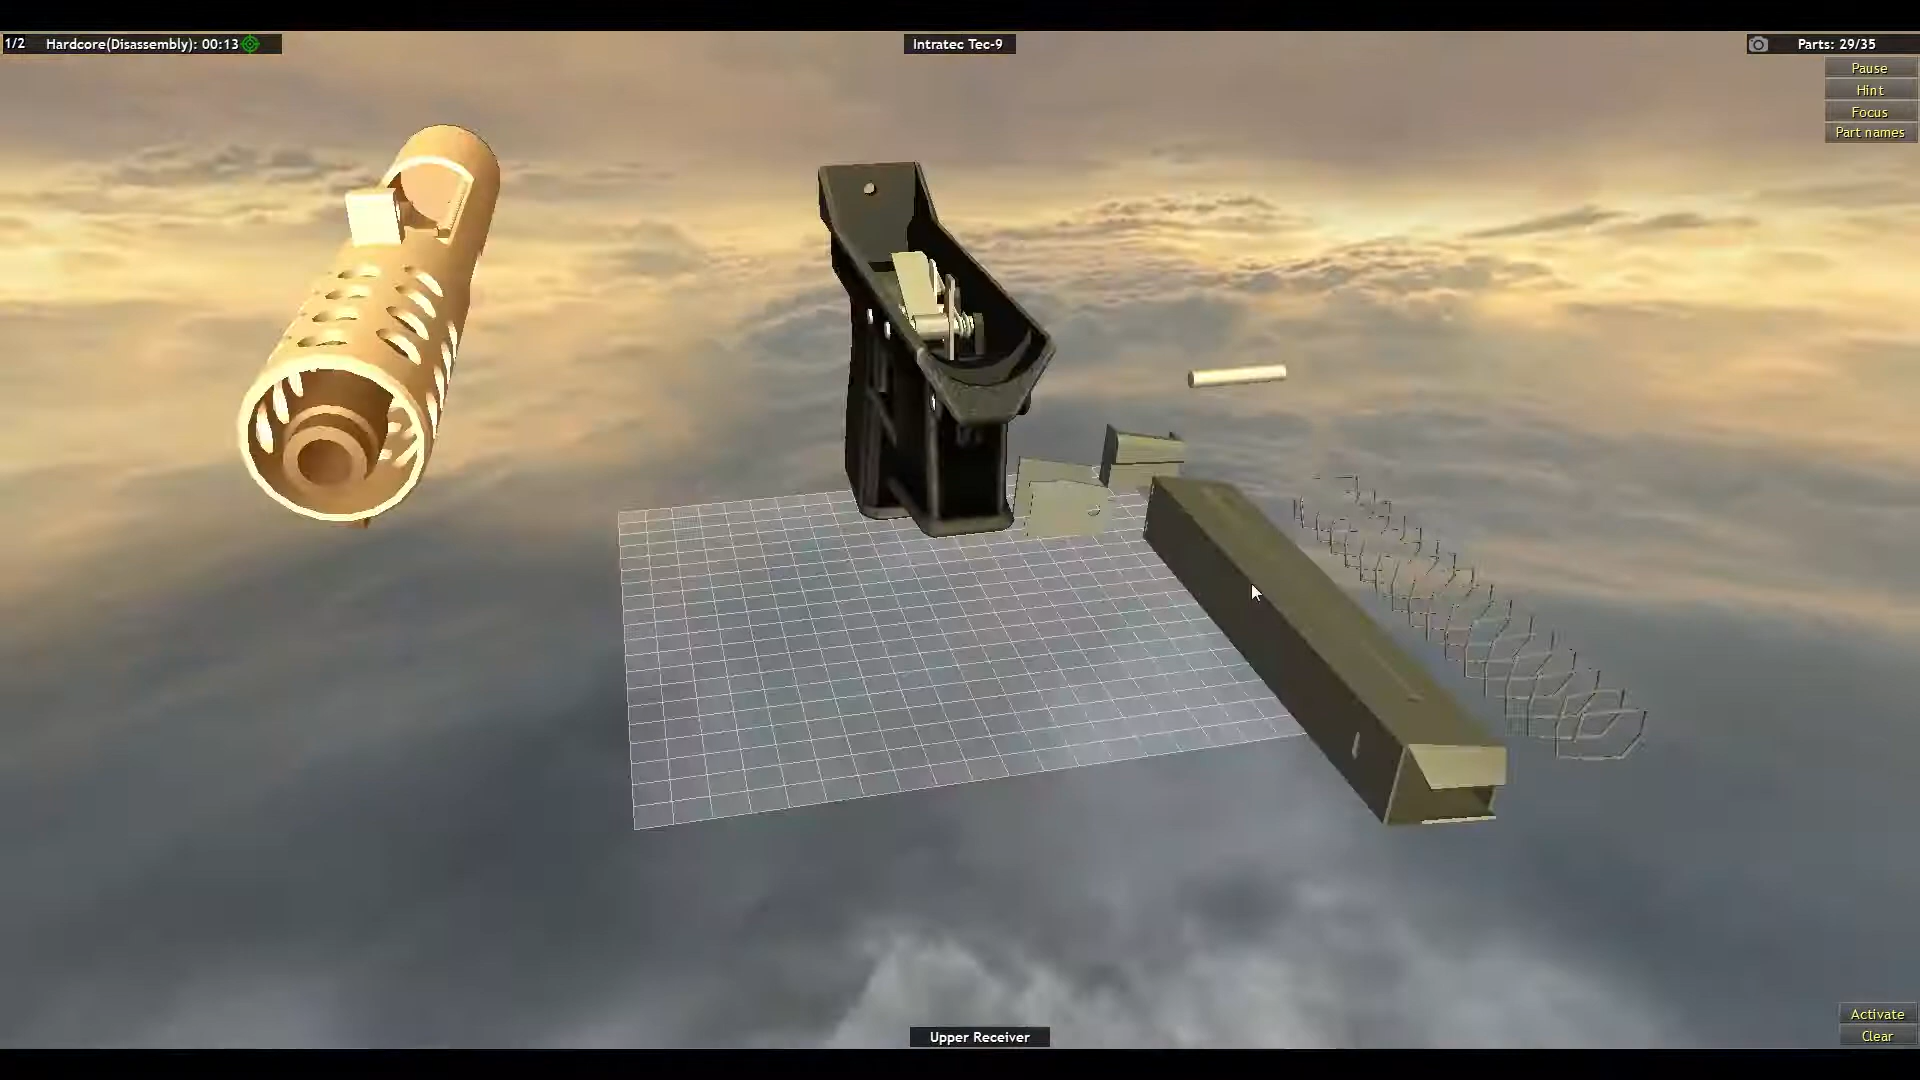 1/2 Hardcore(Disassembly): 00:13
Intratec Tec-9
Parts: 29/35
Pause
Hint
Focus
Part names
Activate
Clear
Upper Receiver